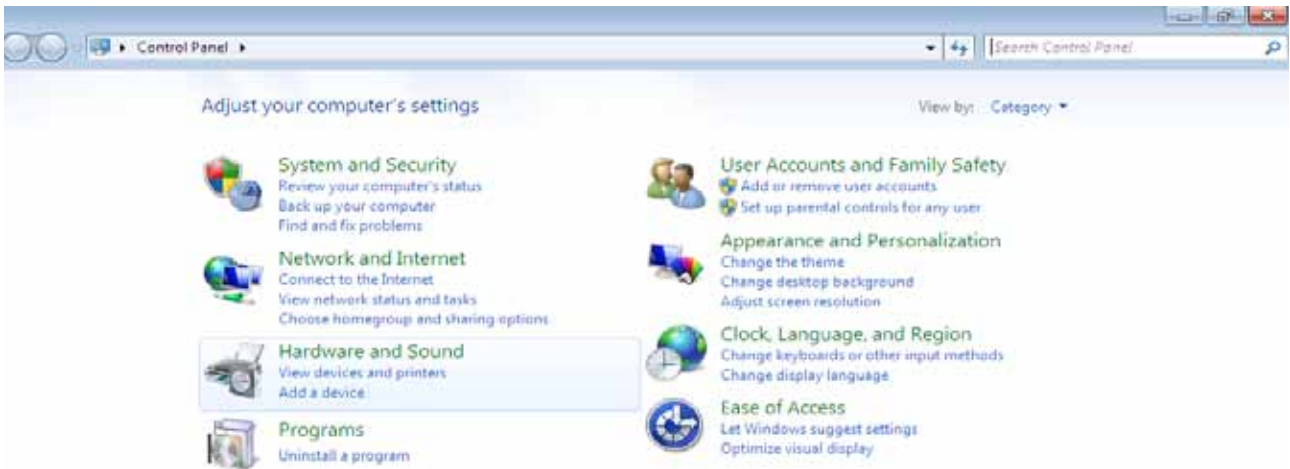 Control Panel
Search Control Panel
Adjust your computer's settings
View by: Category
System and Security
Review your computer's status
Back up your computer
Find and fix problems
Network and Internet
Connect to the Internet
View network status and tasks
Choose homegroup and sharing options
Hardware and Sound
View devices and printers
Add a device
Programs
Uninstall a program
User Accounts and Family Safety
Add or remove user accounts
Set up parental controls for any user
Appearance and Personalization
Change the theme
Change desktop background
Adjust screen resolution
Clock, Language, and Region
Change keyboards or other input methods
Change display language
Ease of Access
Let Windows suggest settings
Optimize visual display